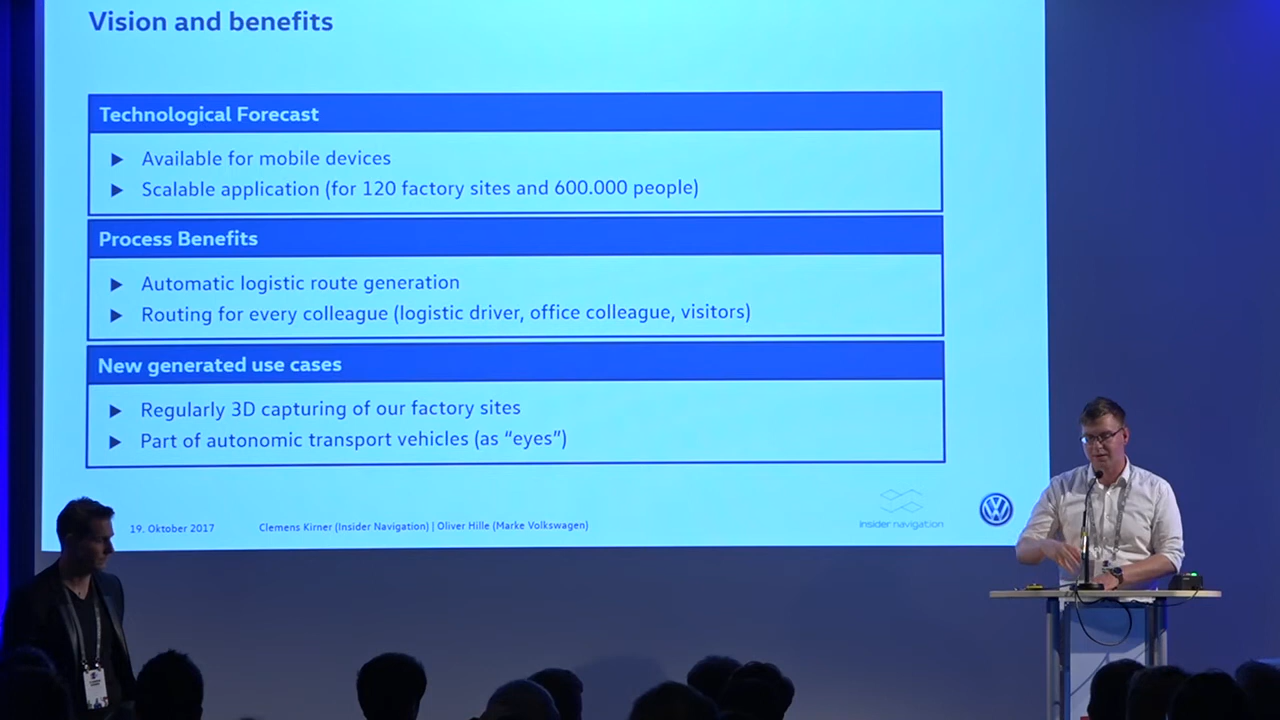 Vision and benefits
Technological Forecast
Available for mobile devices
Scalable application (for 120 factory sites and 600.000 people)
Process Benefits
Automatic logistic route generation
Routing for every colleague (logistic driver, office colleague, visitors)
New generated use cases
Regularly 3D capturing of our factory sites
Part of autonomic transport vehicles (as “eyes”)
19. Oktober 2017
Clemens Kirner (Insider Navigation) | Oliver Hille (Marke Volkswagen)
insider navigation